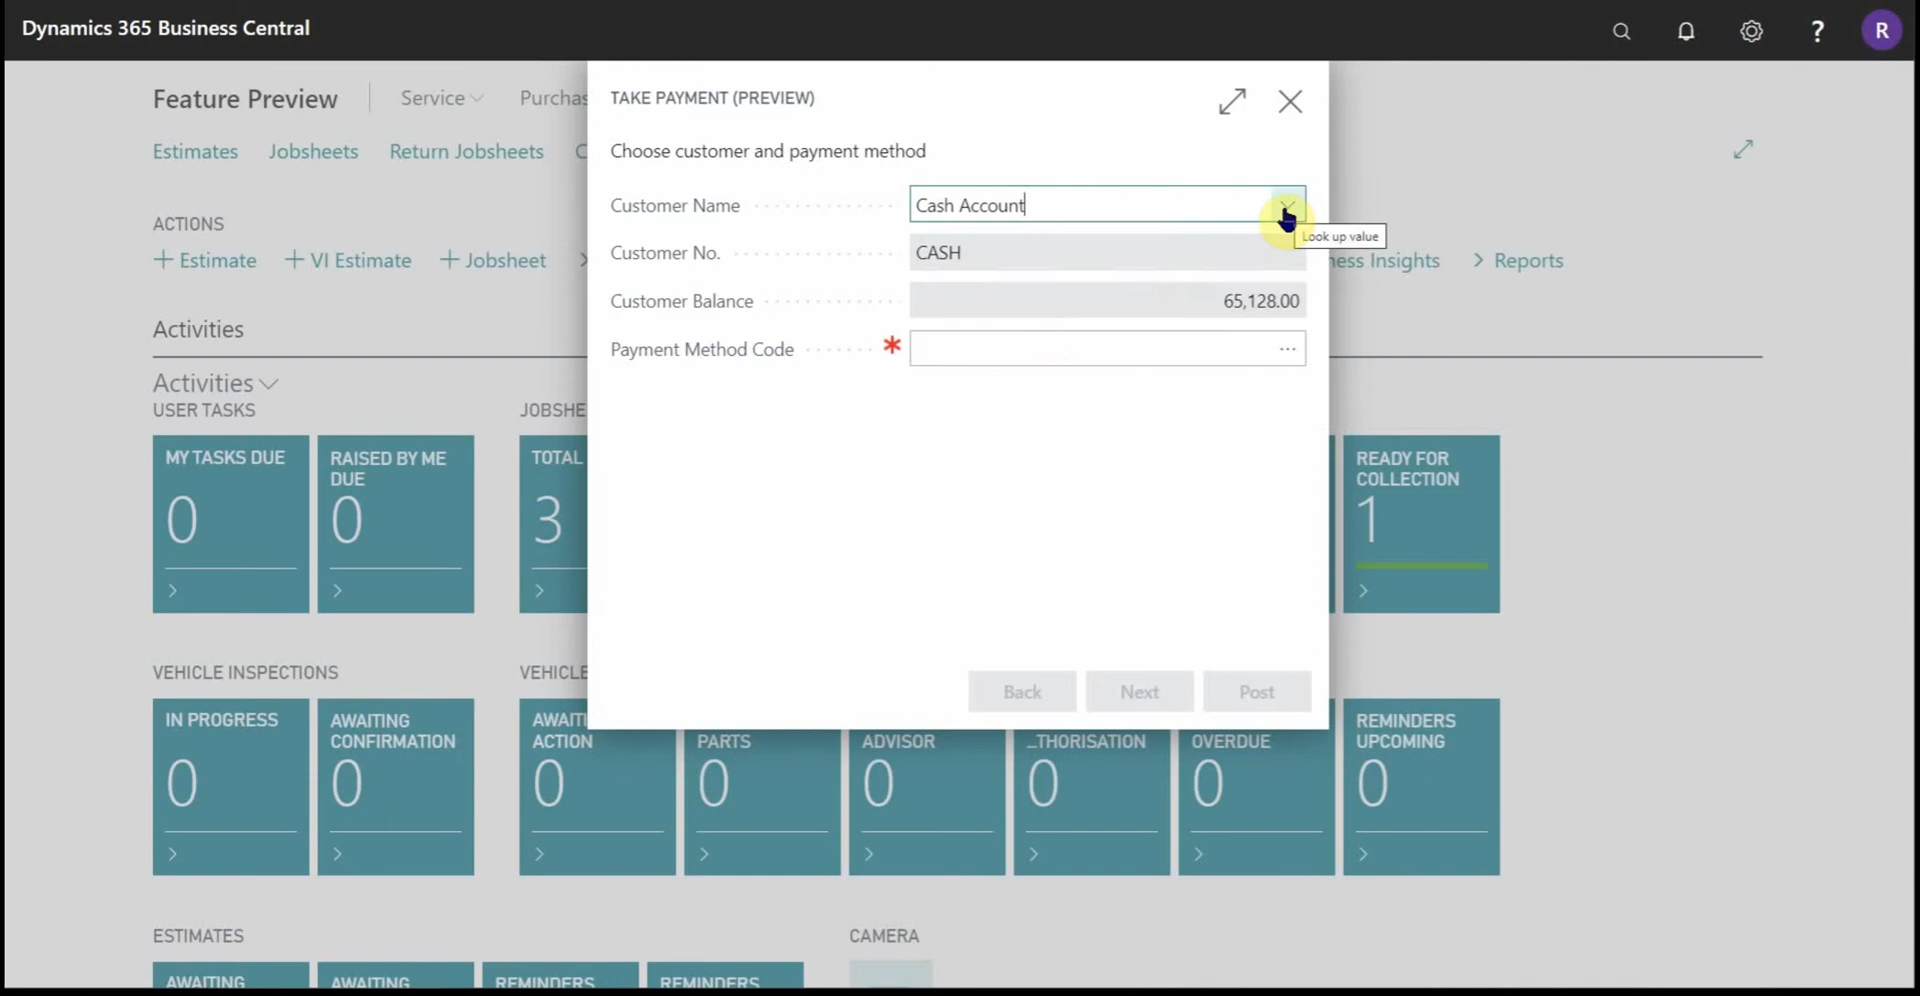 Dynamics 365 Business Central
?
R
Feature Preview
Service
Purchas
Estimates
Jobsheets
Return Jobsheets
C
ACTIONS
+ Estimate
+ VI Estimate
+ Jobsheet
ness Insights
Reports
TAKE PAYMENT (PREVIEW)
Choose customer and payment method
Customer Name
Cash Account
Look up value
Customer No.
CASH
Customer Balance
65,128.00
Payment Method Code
*
...
Back
Next
Post
Activities
Activities
USER TASKS
JOBSHE
MY TASKS DUE
0
RAISED BY ME
DUE
0
TOTAL
3
READY FOR
COLLECTION
1
VEHICLE INSPECTIONS
VEHICLE
IN PROGRESS
0
AWAITING
CONFIRMATION
0
AWAITI
ACTION
0
PARTS
0
ADVISOR
0
...THORISATION
0
OVERDUE
0
REMINDERS
UPCOMING
0
ESTIMATES
CAMERA
AWAITING
AWAITING
REMINDERS
REMINDERS